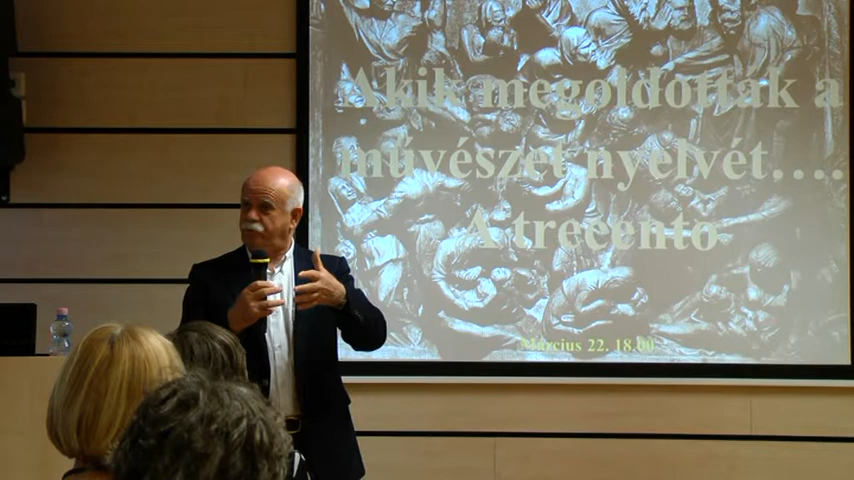 Akik megoldották a
művészet nyelvét….
A trecento
Március 22. 18.00